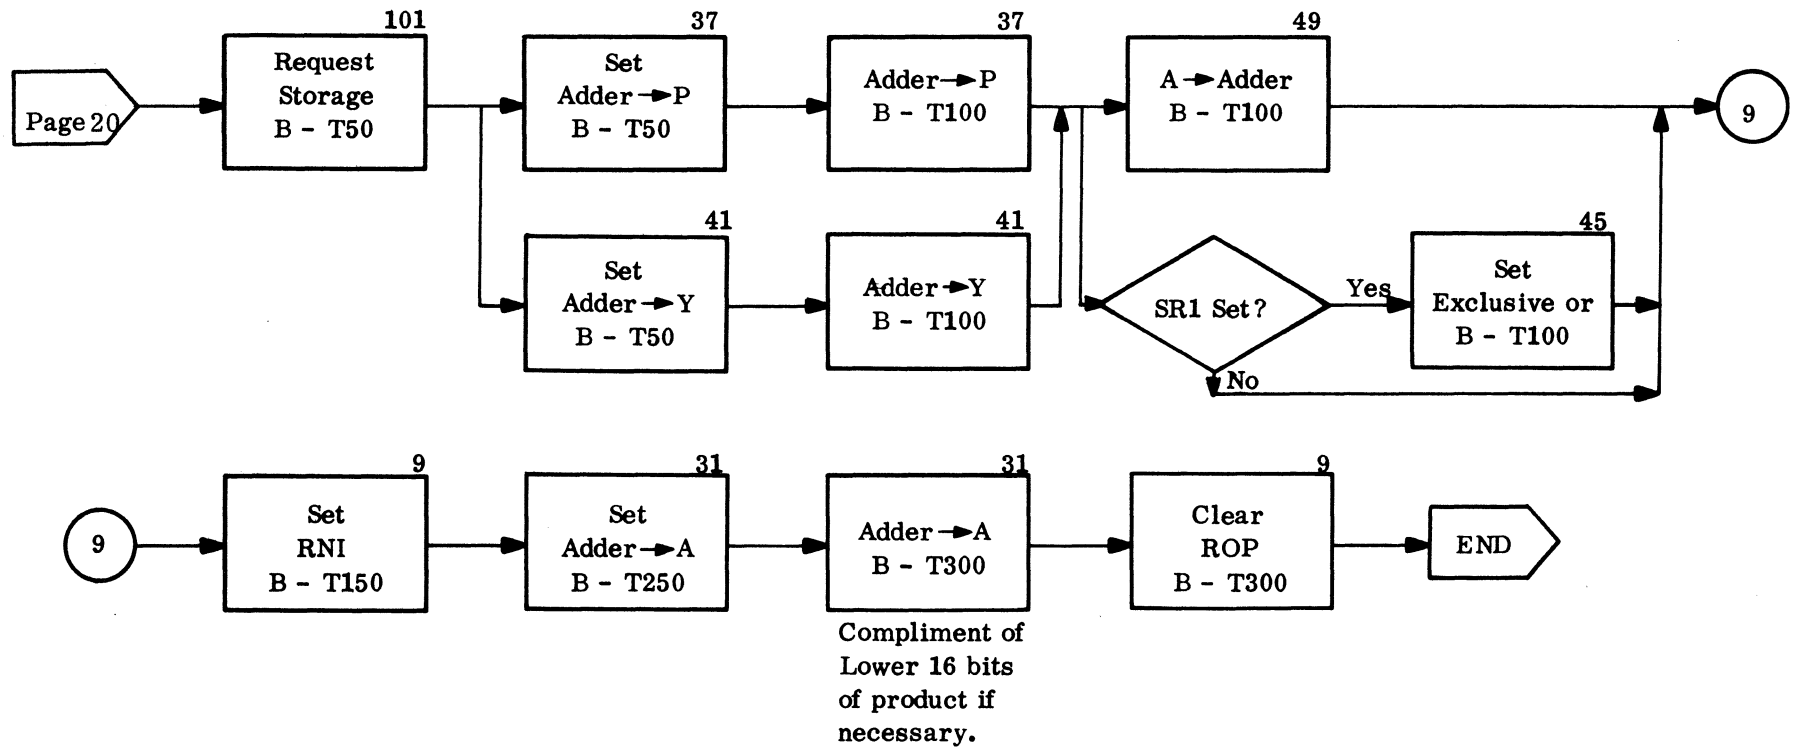 Page 20
101
Request
Storage
B - T50
37
Set
Adder → P
B - T50
37
Adder → P
B - T100
49
A → Adder
B - T100
9
41
Set
Adder → Y
B - T50
41
Adder → Y
B - T100
SR1 Set?
Yes
No
45
Set
Exclusive or
B - T100
9
9
Set
RNI
B - T150
31
Set
Adder → A
B - T250
31
Adder → A
B - T300
Compliment of
Lower 16 bits
of product if
necessary.
9
Clear
ROP
B - T300
END